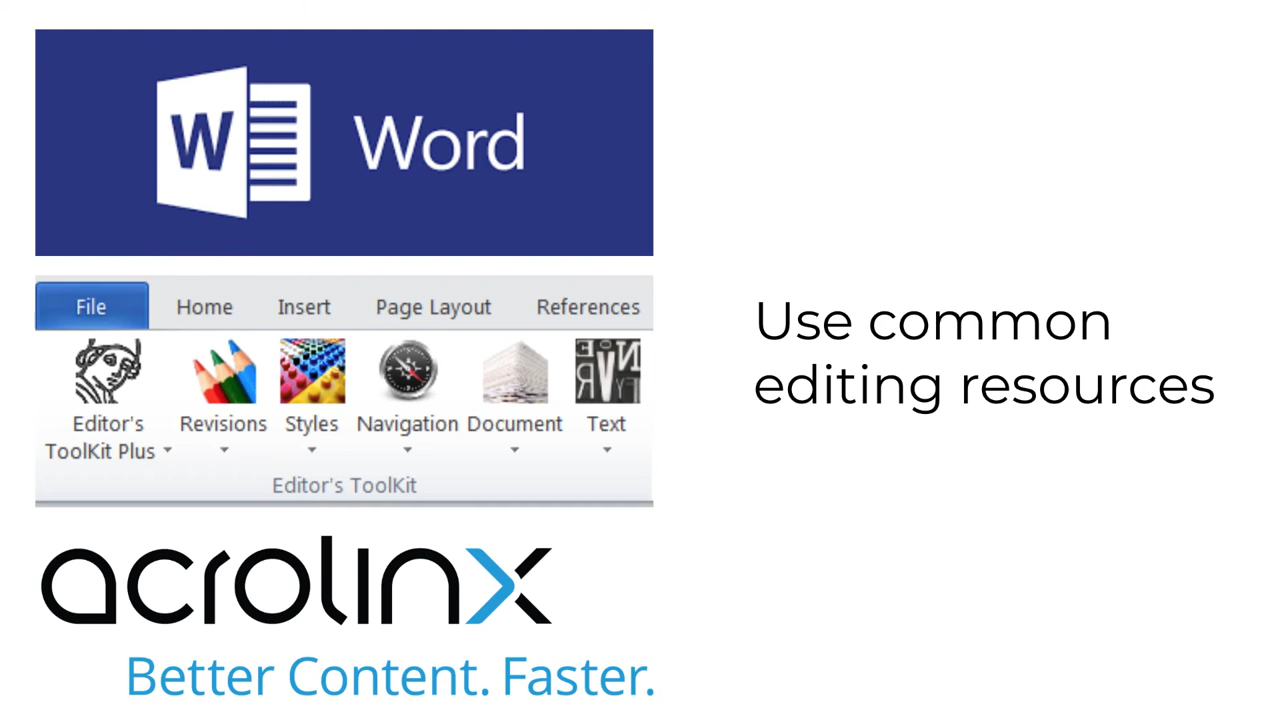 W Word
File Home Insert Page Layout References
Editor's ToolKit Plus Revisions Styles Navigation Document Text
Editor's ToolKit
acrolinx
Better Content. Faster.
Use common
editing resources